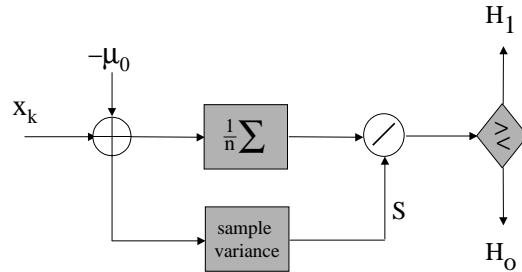 H₁
–μ₀
xₖ
1/n ∑
/
≷
S
sample
variance
Hₒ